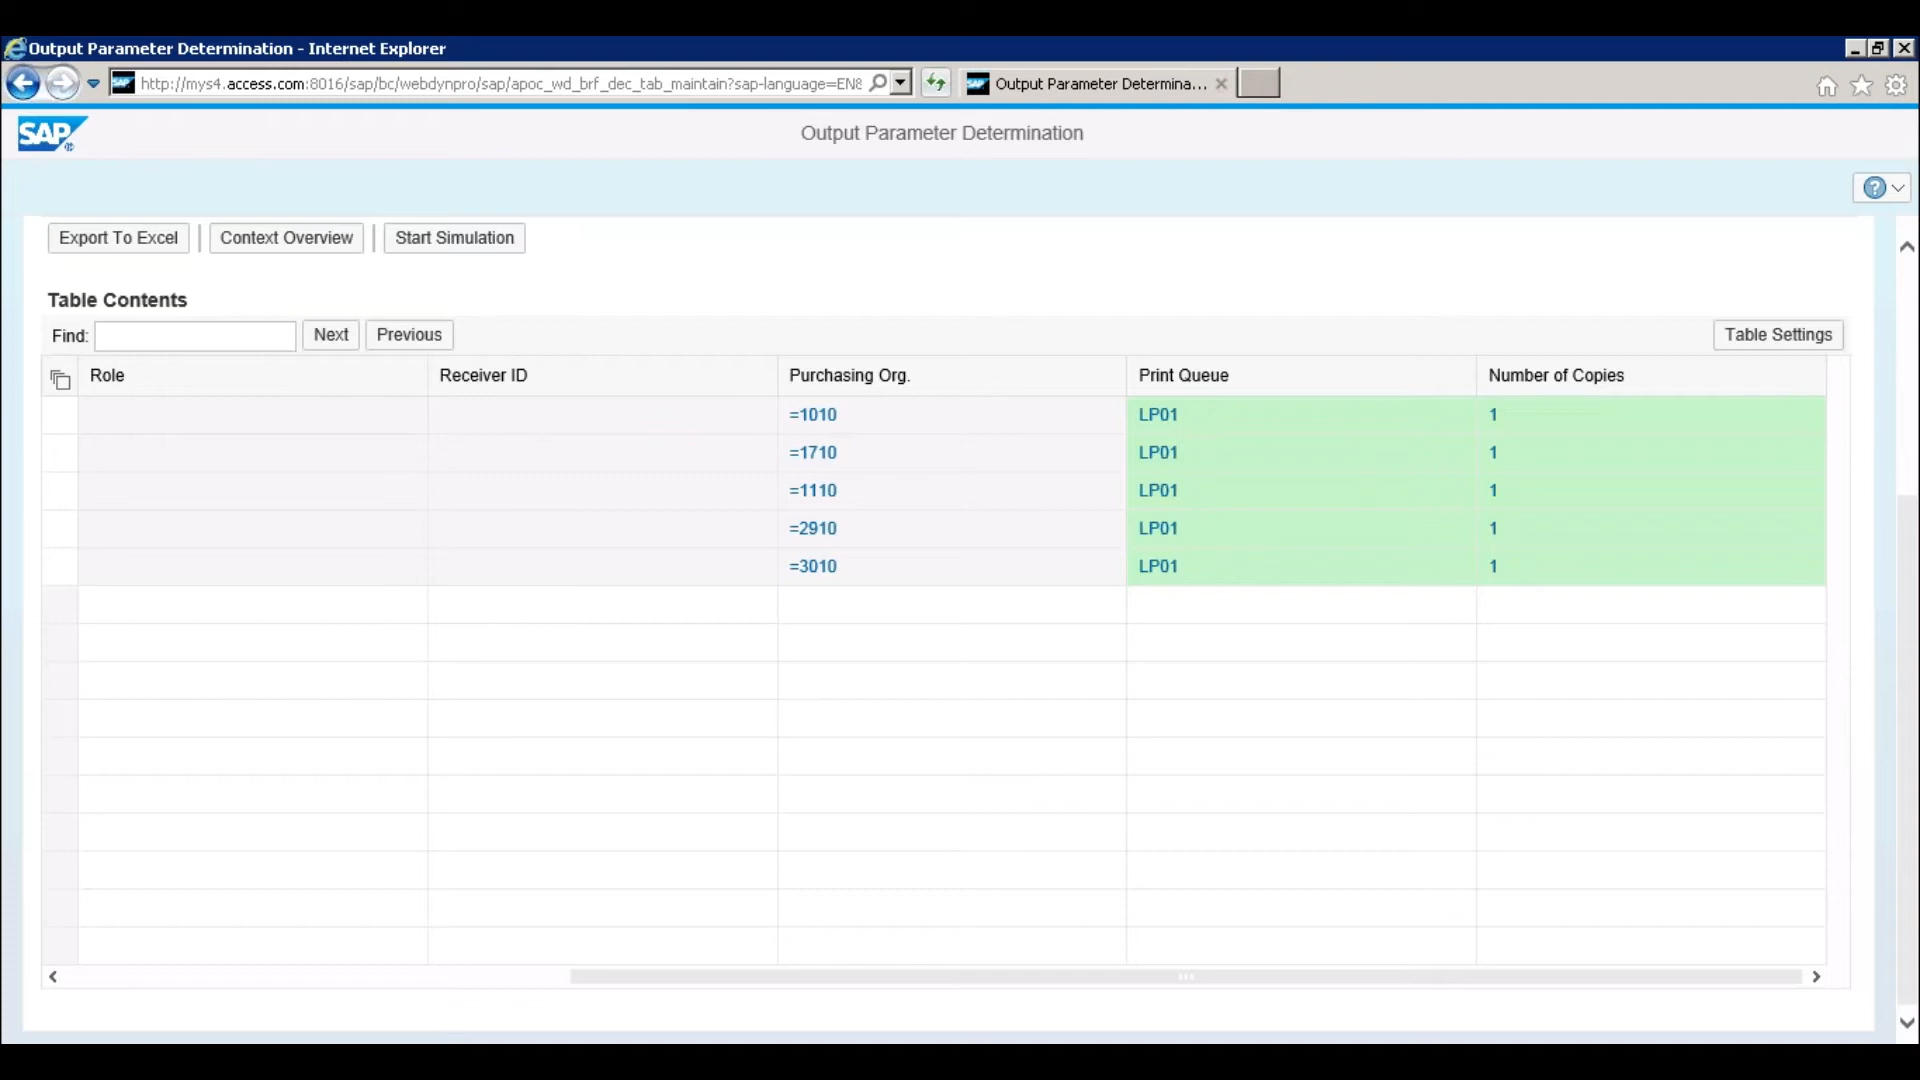 Output Parameter Determination - Internet Explorer
http://mys4.access.com:8016/sap/bc/webdynpro/sap/apoc_wd_brf_dec_tab_maintain?sap-language=EN&
Output Parameter Determina...
SAP
Output Parameter Determination
Export To Excel
Context Overview
Start Simulation
Table Contents
Find:
Next
Previous
Table Settings
Role Receiver ID Purchasing Org. Print Queue Number of Copies
=1010 LP01 1
=1710 LP01 1
=1110 LP01 1
=2910 LP01 1
=3010 LP01 1